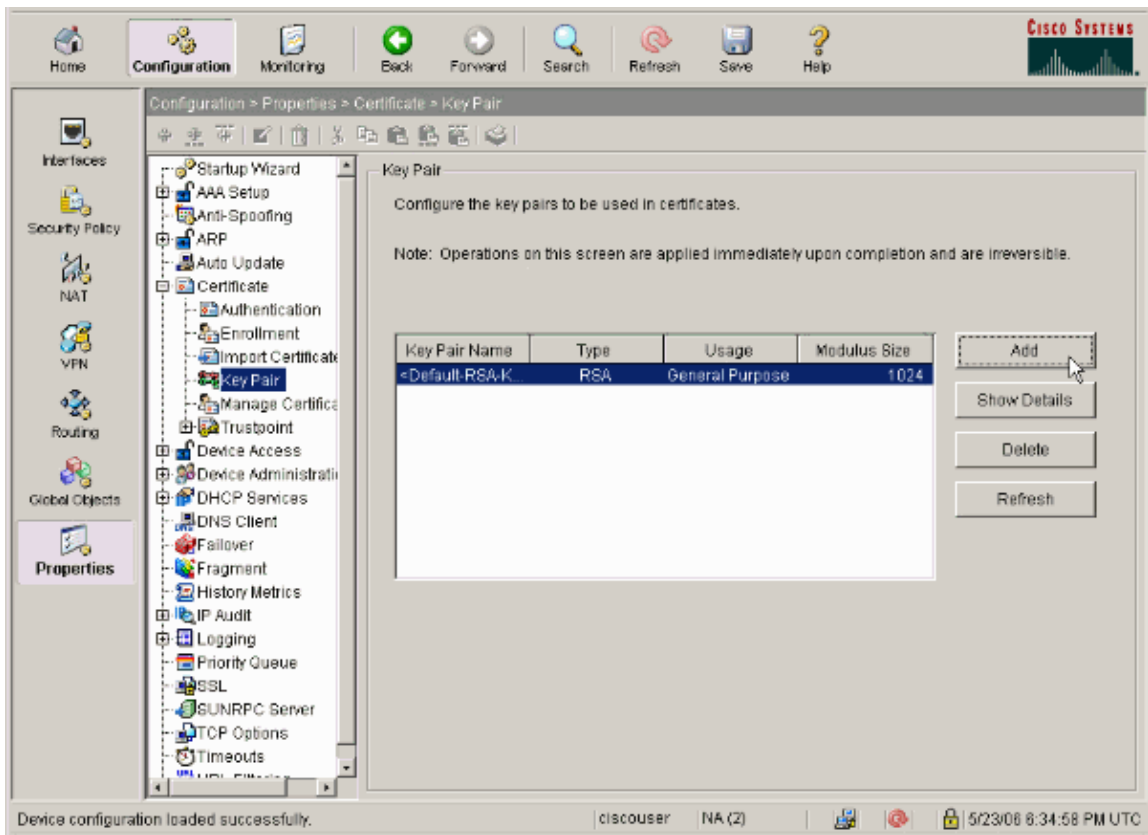 CISCO SYSTEMS
Home
Configuration
Monitoring
Back
Forward
Search
Refresh
Save
Help
Configuration > Properties > Certificate > Key Pair
Interfaces
Security Policy
NAT
VPN
Routing
Global Objects
Properties
Startup Wizard
AAA Setup
Anti-Spoofing
ARP
Auto Update
Certificate
Authentication
Enrollment
Import Certificate
Key Pair
Manage Certifica
Trustpoint
Device Access
Device Administrati
DHCP Services
DNS Client
Failover
Fragment
History Metrics
IP Audit
Logging
Priority Queue
SSL
SUNRPC Server
TCP Options
Timeouts
Key Pair
Configure the key pairs to be used in certificates.
Note: Operations on this screen are applied immediately upon completion and are irreversible.
Key Pair Name Type Usage Modulus Size
<Default-RSA-K... RSA General Purpose 1024
Add
Show Details
Delete
Refresh
Device configuration loaded successfully. ciscouser NA (2) 5/23/06 6:34:58 PM UTC